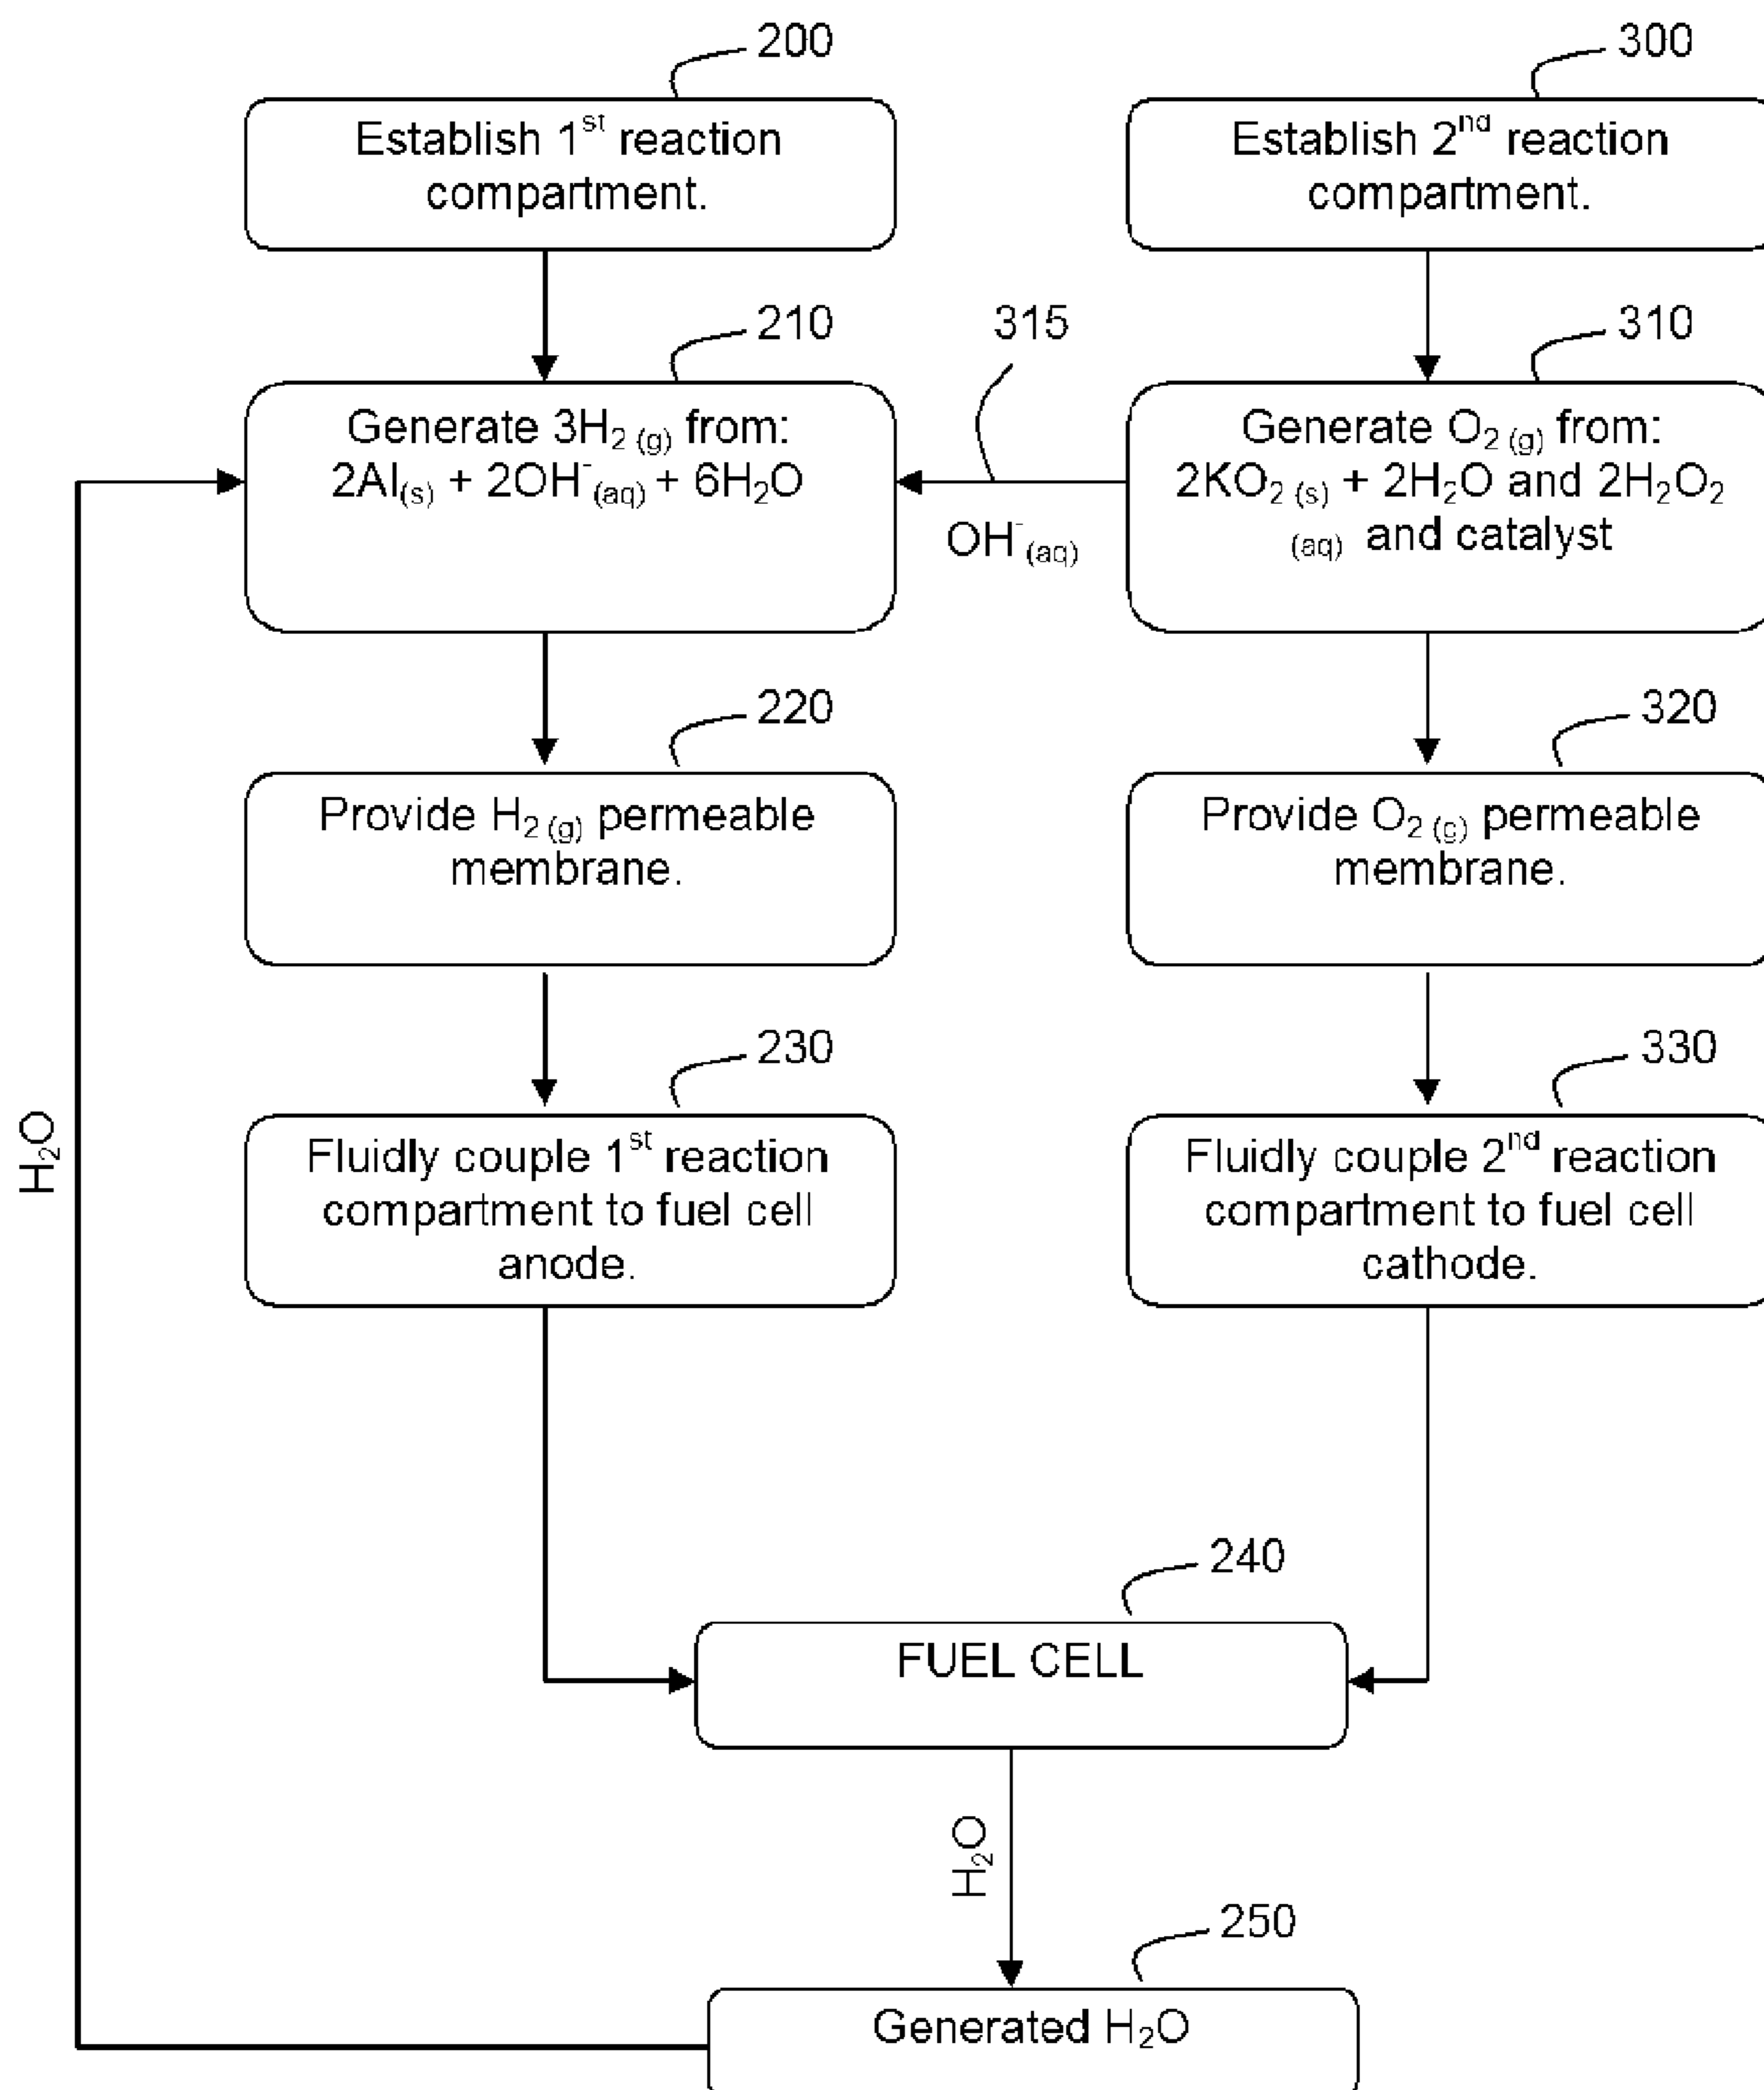 200
300
Establish 1st reaction
compartment.
Establish 2nd reaction
compartment.
210
315
310
Generate 3H2 (g) from:
2Al(s) + 2OH-(aq) + 6H2O
OH-(aq)
Generate O2 (g) from:
2KO2 (s) + 2H2O and 2H2O2
(aq) and catalyst
220
320
Provide H2 (g) permeable
membrane.
Provide O2 (g) permeable
membrane.
230
330
Fluidly couple 1st reaction
compartment to fuel cell
anode.
Fluidly couple 2nd reaction
compartment to fuel cell
cathode.
H2O
240
FUEL CELL
H2O
250
Generated H2O